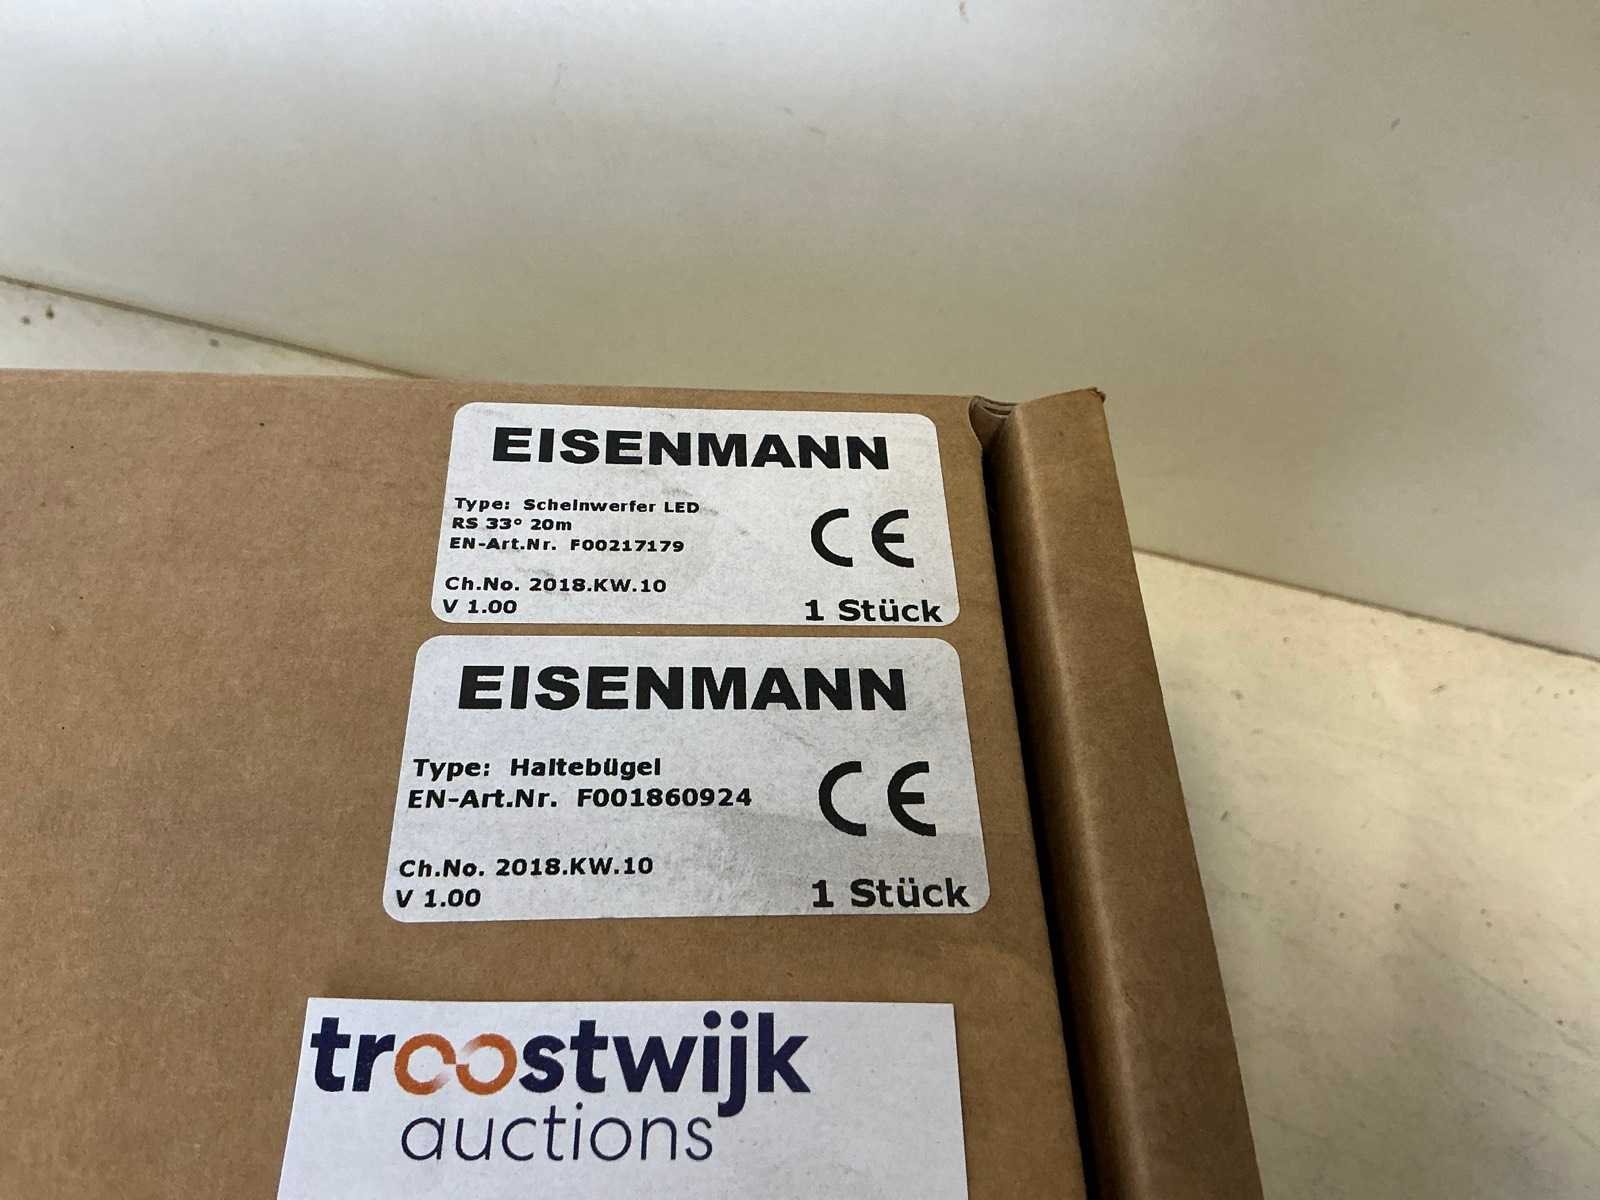 EISENMANN
Type: Scheinwerfer LED
RS 33° 20m
EN-Art.Nr. F00217179
CE
Ch.No. 2018.KW.10
V 1.00
1 Stück
EISENMANN
Type: Haltebügel
EN-Art.Nr. F001860924
CE
Ch.No. 2018.KW.10
V 1.00
1 Stück
troostwijk
auctions